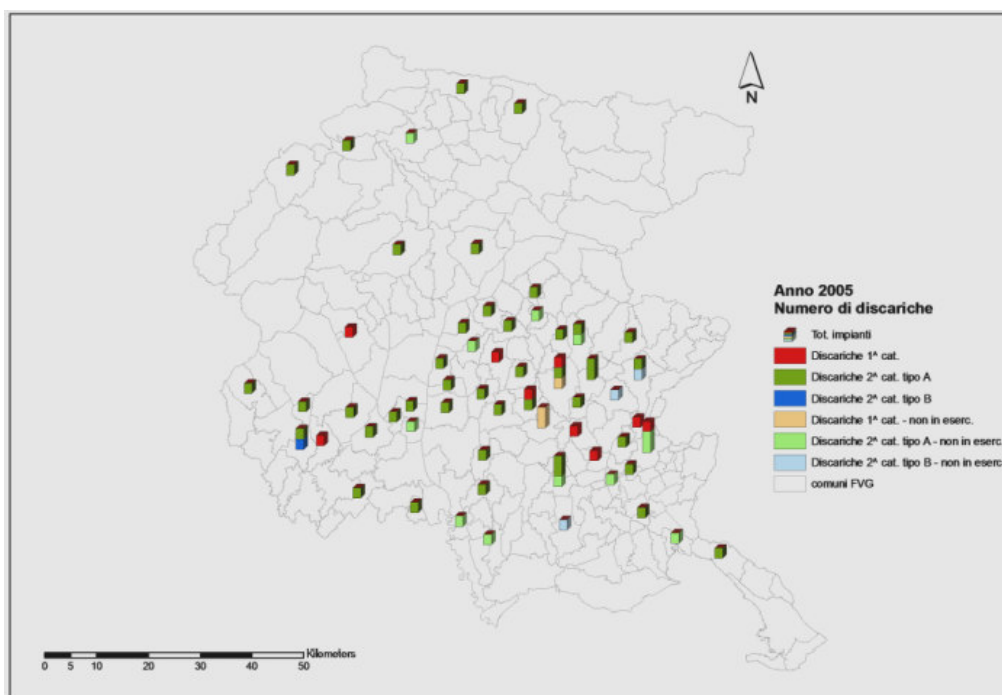 N
Anno 2005
Numero di discariche
Tot. impianti
Discariche 1^ cat.
Discariche 2^ cat. tipo A
Discariche 2^ cat. tipo B
Discariche 1^ cat. - non in eserc.
Discariche 2^ cat. tipo A - non in eserc.
Discariche 2^ cat. tipo B - non in eserc.
comuni FVG
Kilometers
0 5 10 20 30 40 50